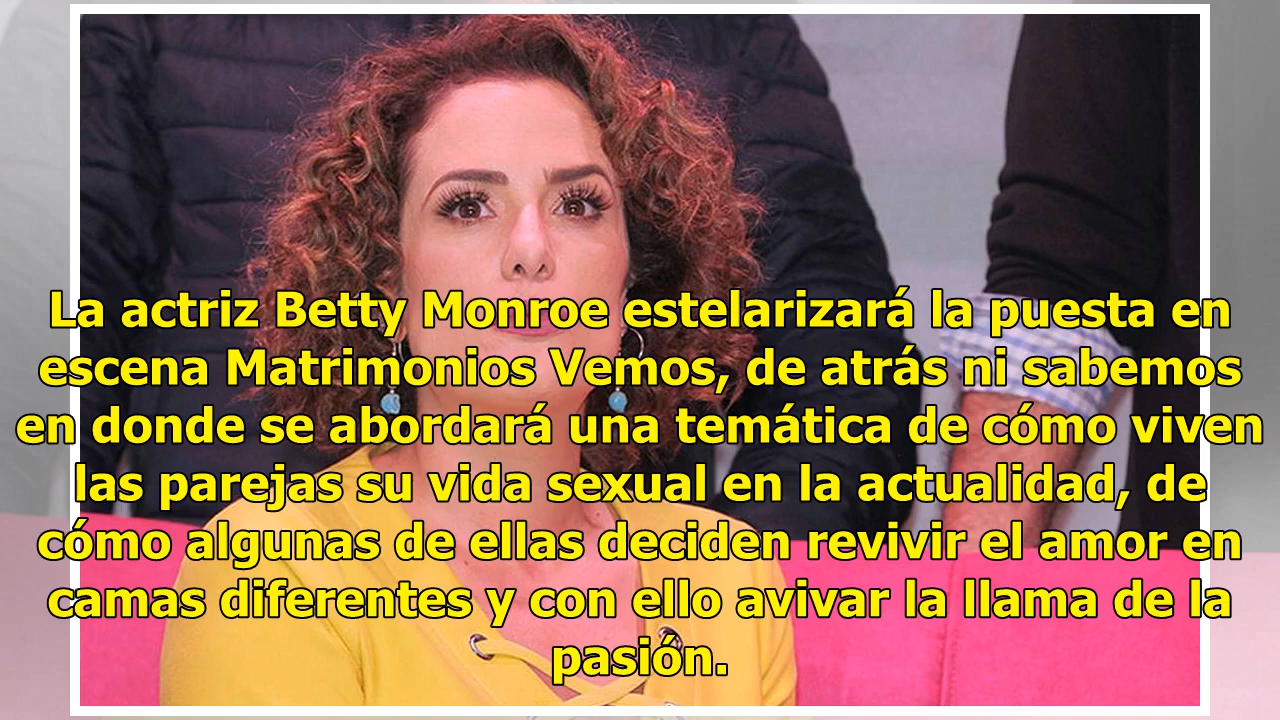 La actriz Betty Monroe estelarizará la puesta en
escena Matrimonios Vemos, de atrás ni sabemos
en donde se abordará una temática de cómo viven
las parejas su vida sexual en la actualidad, de
cómo algunas de ellas deciden revivir el amor en
camas diferentes y con ello avivar la llama de la
pasión.